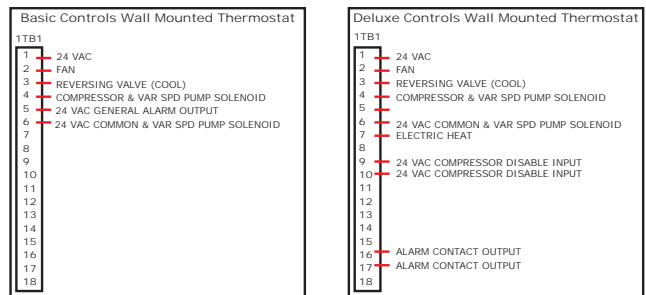 Basic Controls Wall Mounted Thermostat
1TB1
1 24 VAC
2 FAN
3 REVERSING VALVE (COOL)
4 COMPRESSOR & VAR SPD PUMP SOLENOID
5 24 VAC GENERAL ALARM OUTPUT
6 24 VAC COMMON & VAR SPD PUMP SOLENOID
7
8
9
10
11
12
13
14
15
16
17
18
Deluxe Controls Wall Mounted Thermostat
1TB1
1 24 VAC
2 FAN
3 REVERSING VALVE (COOL)
4 COMPRESSOR & VAR SPD PUMP SOLENOID
5
6 24 VAC COMMON & VAR SPD PUMP SOLENOID
7 ELECTRIC HEAT
8
9 24 VAC COMPRESSOR DISABLE INPUT
10 24 VAC COMPRESSOR DISABLE INPUT
11
12
13
14
15
16 ALARM CONTACT OUTPUT
17 ALARM CONTACT OUTPUT
18